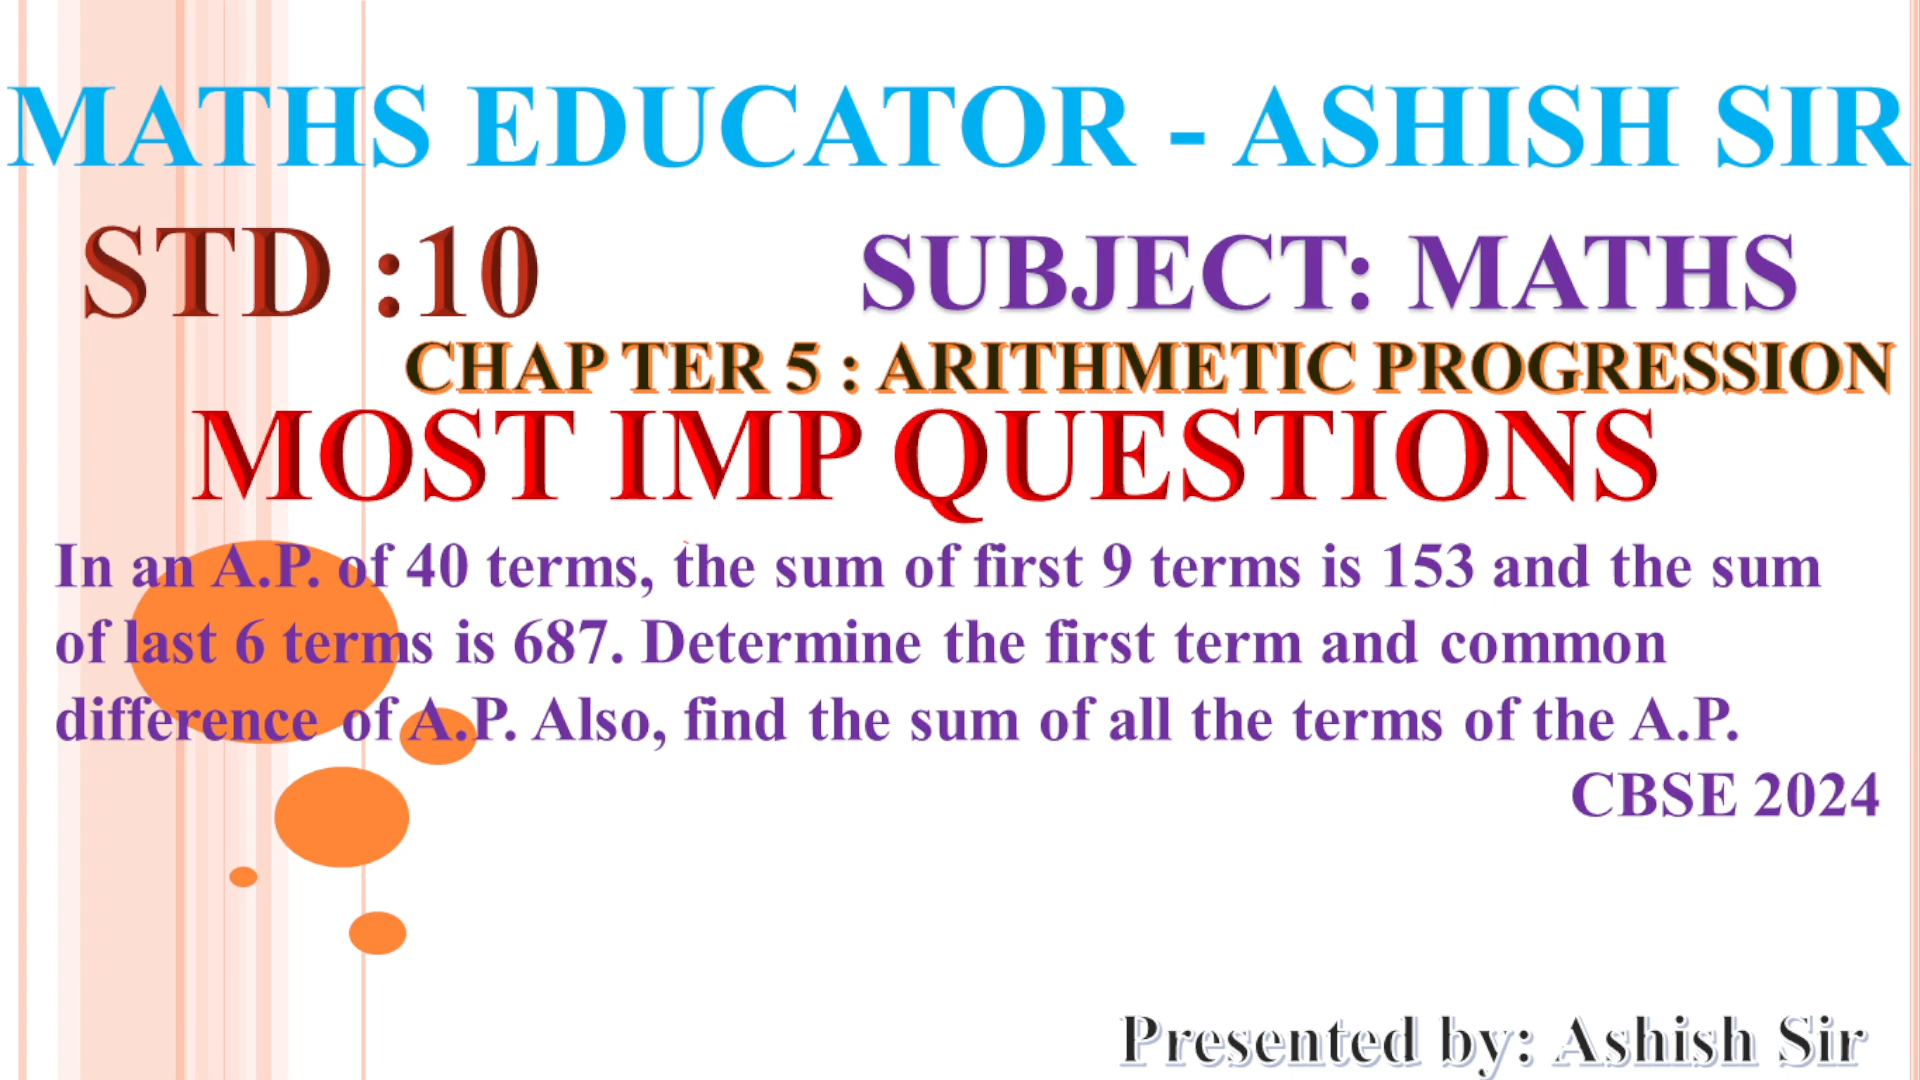 MATHS EDUCATOR - ASHISH SIR
STD :10 SUBJECT: MATHS
CHAP TER 5 : ARITHMETIC PROGRESSION
MOST IMP QUESTIONS
In an A.P. of 40 terms, the sum of first 9 terms is 153 and the sum
of last 6 terms is 687. Determine the first term and common
difference of A.P. Also, find the sum of all the terms of the A.P.
CBSE 2024
Presented by: Ashish Sir